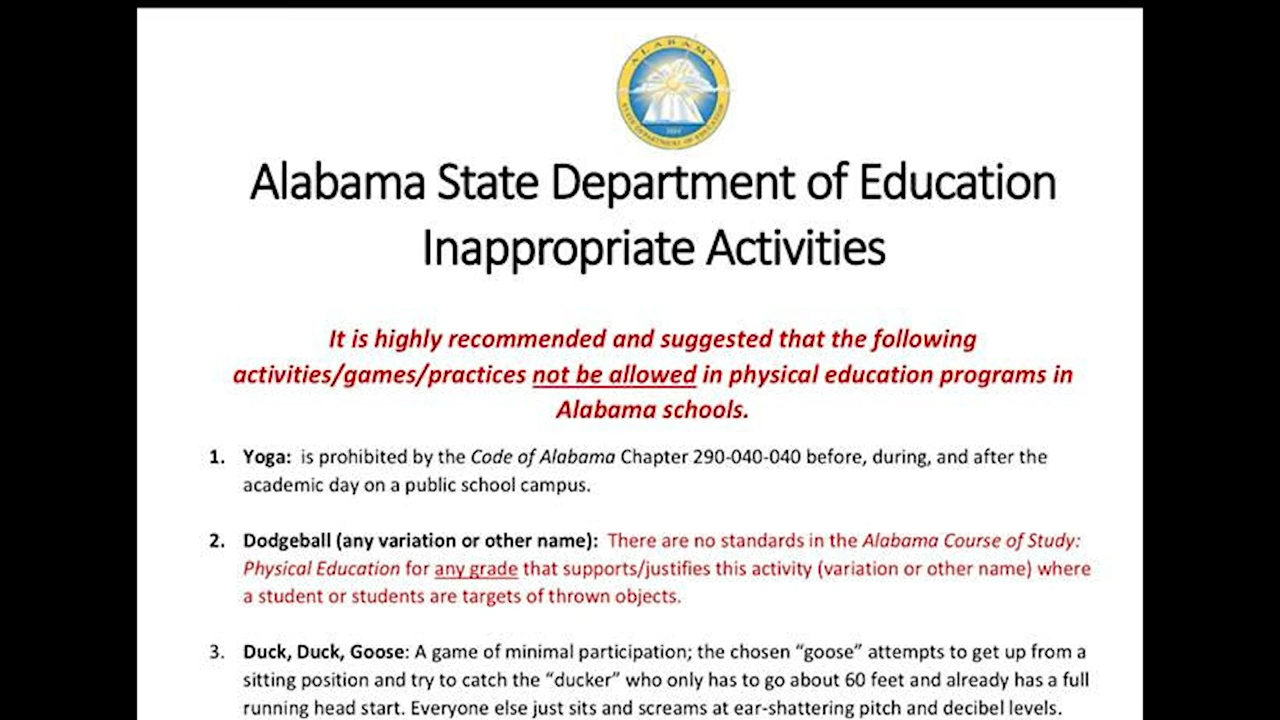 ALABAMA
STATE DEPARTMENT OF EDUCATION
Alabama State Department of Education
Inappropriate Activities
It is highly recommended and suggested that the following
activities/games/practices not be allowed in physical education programs in
Alabama schools.
1. Yoga: is prohibited by the Code of Alabama Chapter 290-040-040 before, during, and after the
academic day on a public school campus.
2. Dodgeball (any variation or other name): There are no standards in the Alabama Course of Study:
Physical Education for any grade that supports/justifies this activity (variation or other name) where
a student or students are targets of thrown objects.
3. Duck, Duck, Goose: A game of minimal participation; the chosen “goose” attempts to get up from a
sitting position and try to catch the “ducker” who only has to go about 60 feet and already has a full
running head start. Everyone else just sits and screams at ear-shattering pitch and decibel levels.